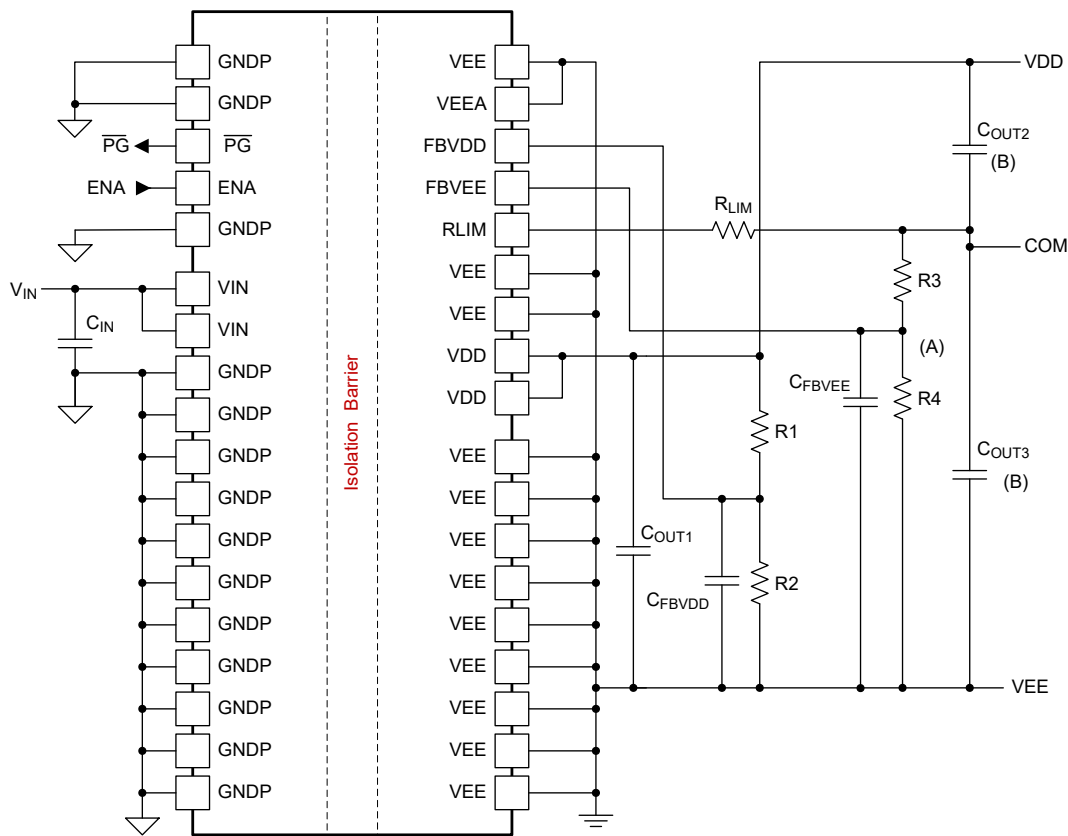 GNDP
VEE
VDD
GNDP
VEEA
COUT2
(B)
PG
PG
FBVDD
ENA
ENA
FBVEE
RLIM
GNDP
RLIM
COM
VEE
R3
VIN
VIN
CIN
VIN
VEE
(A)
GNDP
VDD
CFBVEE
R4
GNDP
VDD
R1
GNDP
VEE
COUT3
(B)
GNDP
VEE
GNDP
VEE
COUT1
GNDP
VEE
CFBVDD
R2
GNDP
VEE
GNDP
VEE
VEE
GNDP
VEE
GNDP
VEE
GNDP
VEE
Isolation Barrier